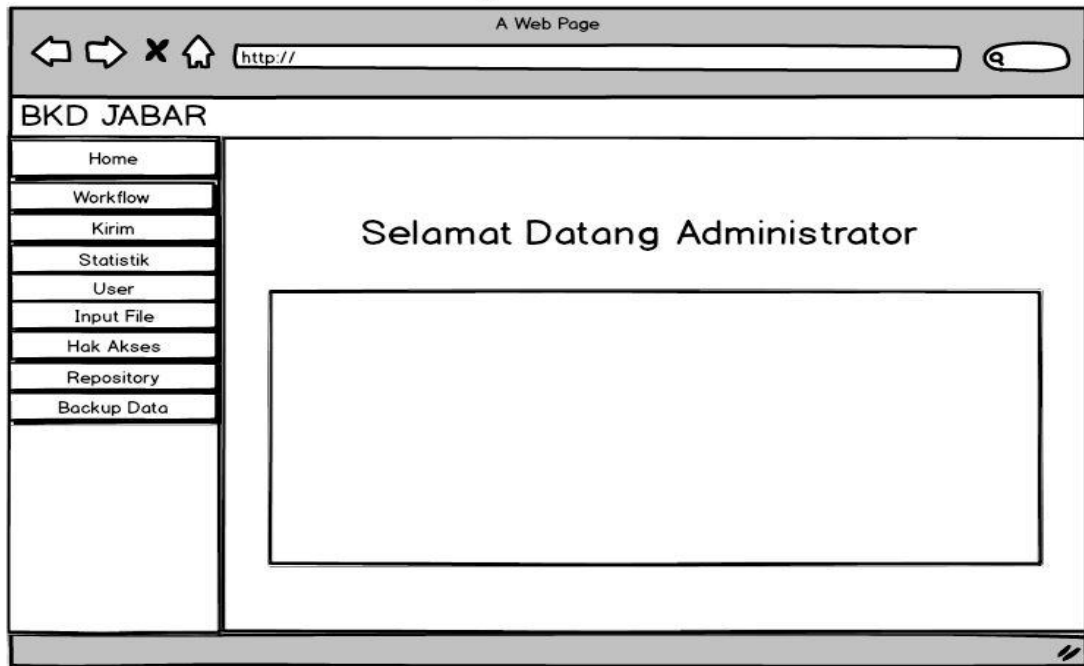 A Web Page
http://
BKD JABAR
Home
Workflow
Kirim
Statistik
User
Input File
Hak Akses
Repository
Backup Data
Selamat Datang Administrator